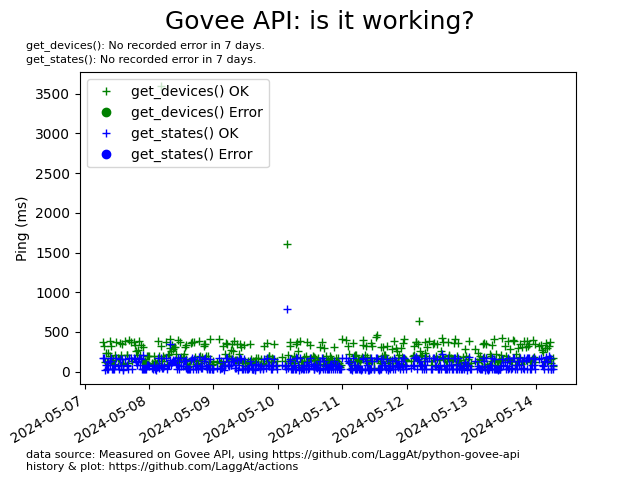 Govee API: is it working?
get_devices(): No recorded error in 7 days.
get_states(): No recorded error in 7 days.
get_devices() OK
get_devices() Error
get_states() OK
get_states() Error
Ping (ms)
3500
3000
2500
2000
1500
1000
500
0
2024-05-07
2024-05-08
2024-05-09
2024-05-10
2024-05-11
2024-05-12
2024-05-13
2024-05-14
data source: Measured on Govee API, using https://github.com/LaggAt/python-govee-api
history & plot: https://github.com/LaggAt/actions